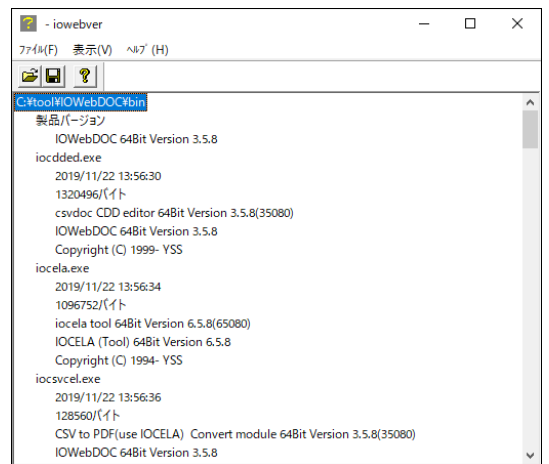 - iowebver
ﾌｧｲﾙ(F) 表示(V) ﾍﾙﾌﾟ(H)
C:¥tool¥IOWebDOC¥bin
製品バージョン
IOWebDOC 64Bit Version 3.5.8
iocdded.exe
2019/11/22 13:56:30
1320496バイト
csvdoc CDD editor 64Bit Version 3.5.8(35080)
IOWebDOC 64Bit Version 3.5.8
Copyright (C) 1999- YSS
iocela.exe
2019/11/22 13:56:34
1096752バイト
iocela tool 64Bit Version 6.5.8(65080)
IOCELA (Tool) 64Bit Version 6.5.8
Copyright (C) 1994- YSS
iocsvcel.exe
2019/11/22 13:56:36
128560バイト
CSV to PDF(use IOCELA)  Convert module 64Bit Version 3.5.8(35080)
IOWebDOC 64Bit Version 3.5.8